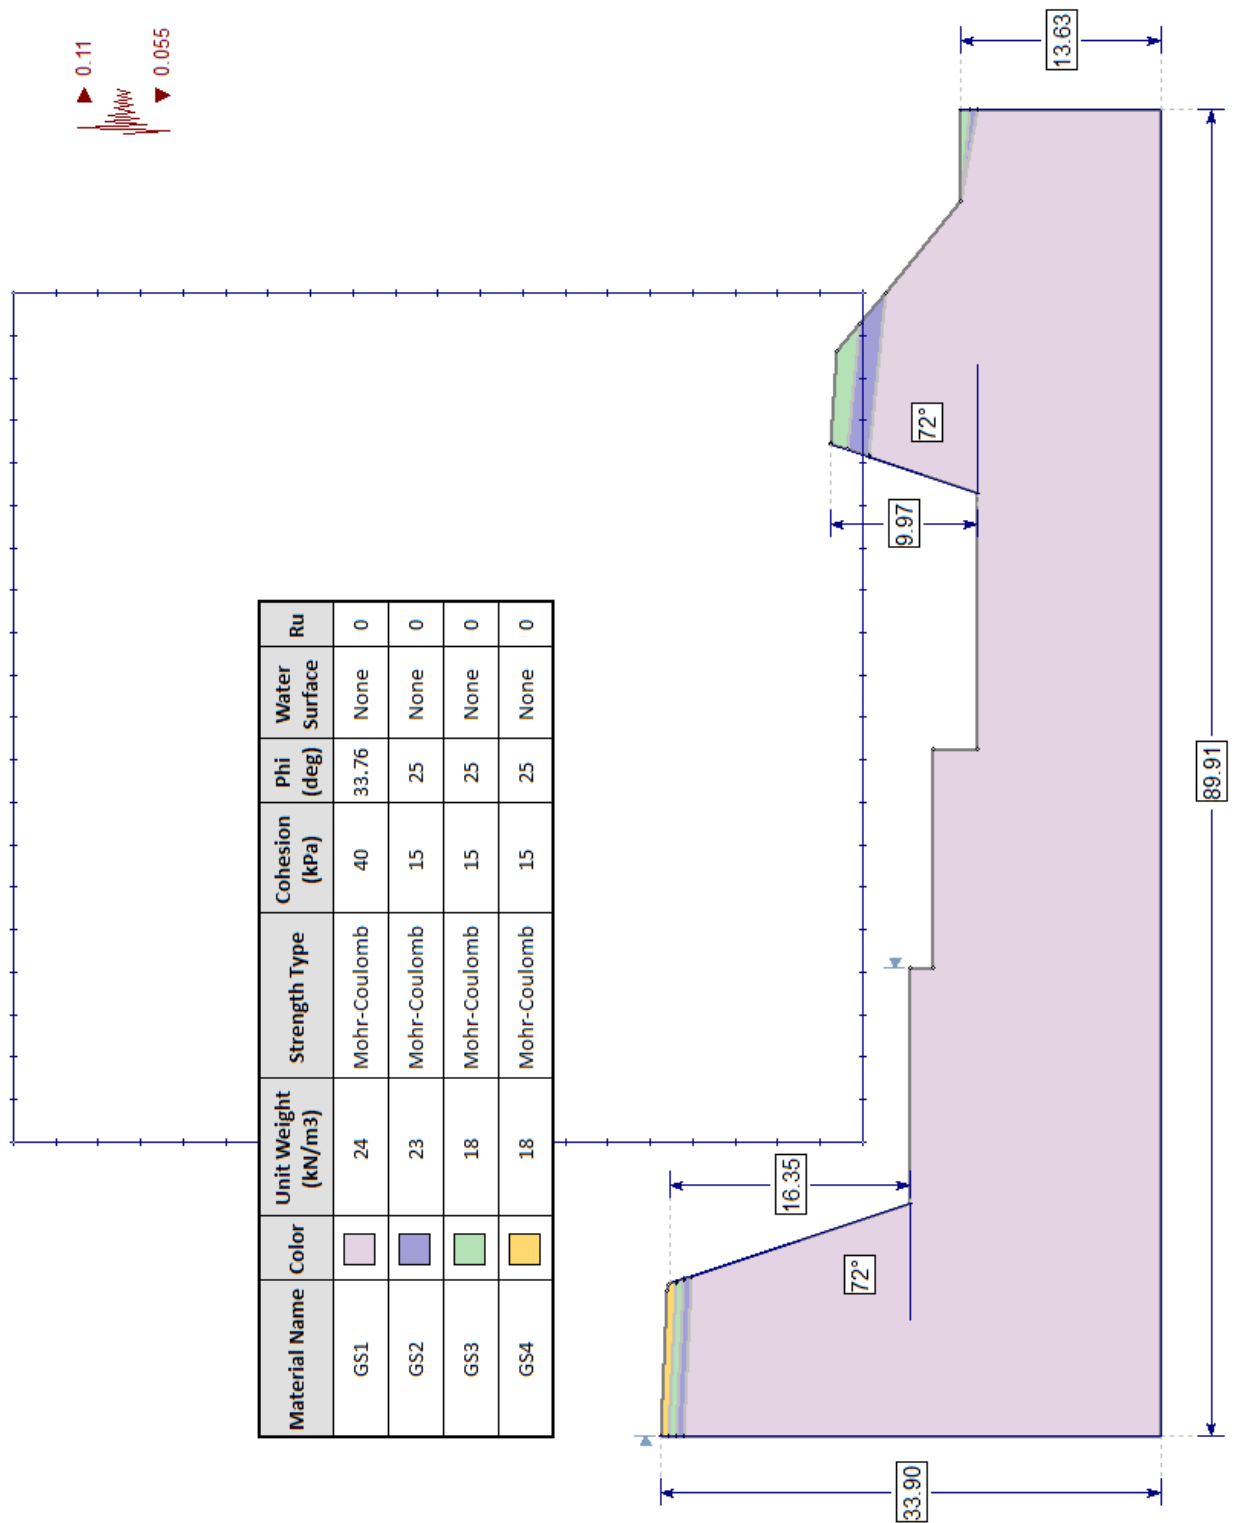 ▶ 0.11
▼ 0.055
Material Name Color Unit Weight (kN/m3) Strength Type Cohesion (kPa) Phi (deg) Water Surface Ru
GS1 24 Mohr-Coulomb 40 33.76 None 0
GS2 23 Mohr-Coulomb 15 25 None 0
GS3 18 Mohr-Coulomb 15 25 None 0
GS4 18 Mohr-Coulomb 15 25 None 0
33.90
16.35
72°
9.97
72°
13.63
89.91